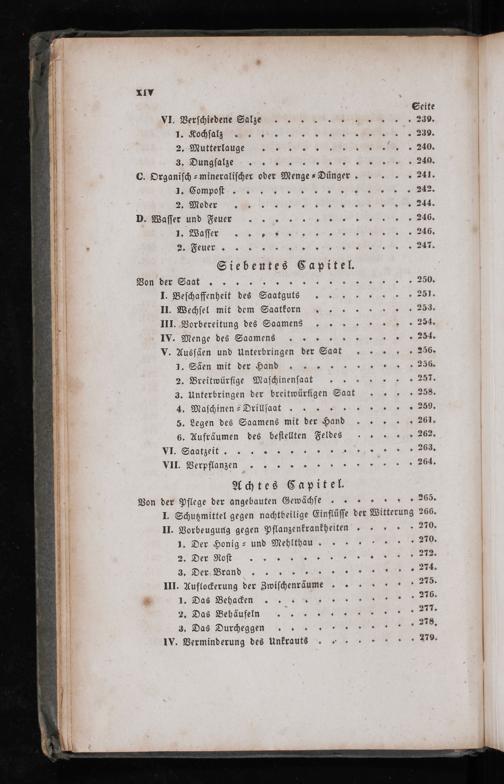 XIV
Seite
VI. Verschiedene Salze . . . . . . . . . . 239.
1. Kochsalz . . . . . . . . . . . . 239.
2. Mutterlauge . . . . . . . . . . . 240.
3. Dungsalze . . . . . . . . . . . . 240.
C. Organisch-mineralischer oder Menge-Dünger . . . . . 241.
1. Compost . . . . . . . . . . . . . 242.
2. Moder . . . . . . . . . . . . . 244.
D. Wasser und Feuer . . . . . . . . . . . . 246.
1. Wasser . . . . . . . . . . . . . 246.
2. Feuer . . . . . . . . . . . . . . 247.
Siebentes Capitel.
Von der Saat . . . . . . . . . . . . . . . 250.
I. Beschaffenheit des Saatguts . . . . . . . 251.
II. Wechsel mit dem Saatkorn . . . . . . . . 253.
III. Vorbereitung des Saamens . . . . . . . . 254.
IV. Menge des Saamens . . . . . . . . . . 254.
V. Aussäen und Unterbringen der Saat . . . . . 256.
1. Säen mit der Hand . . . . . . . . . 256.
2. Breitwürfige Maschinensaat . . . . . . 257.
3. Unterbringen der breitwürfigen Saat . . . . 258.
4. Maschinen-Drillsaat . . . . . . . . . 259.
5. Legen des Saamens mit der Hand . . . . . 261.
6. Aufräumen des bestellten Feldes . . . . . 262.
VI. Saatzeit . . . . . . . . . . . . . . 263.
VII. Verpflanzen . . . . . . . . . . . . 264.
Achtes Capitel.
Von der Pflege der angebauten Gewächse . . . . . . . 265.
I. Schutzmittel gegen nachtheilige Einflüsse der Witterung 266.
II. Vorbeugung gegen Pflanzenkrankheiten . . . . . 270.
1. Der Honig- und Mehlthau . . . . . . . . 270.
2. Der Rost . . . . . . . . . . . . 272.
3. Der Brand . . . . . . . . . . . . 274.
III. Auflockerung der Zwischenräume . . . . . . . 275.
1. Das Behacken . . . . . . . . . . . 276.
2. Das Behäufeln . . . . . . . . . . . 277.
3. Das Durcheggen . . . . . . . . . . . 278.
IV. Verminderung des Unkrauts . . . . . . . . 279.